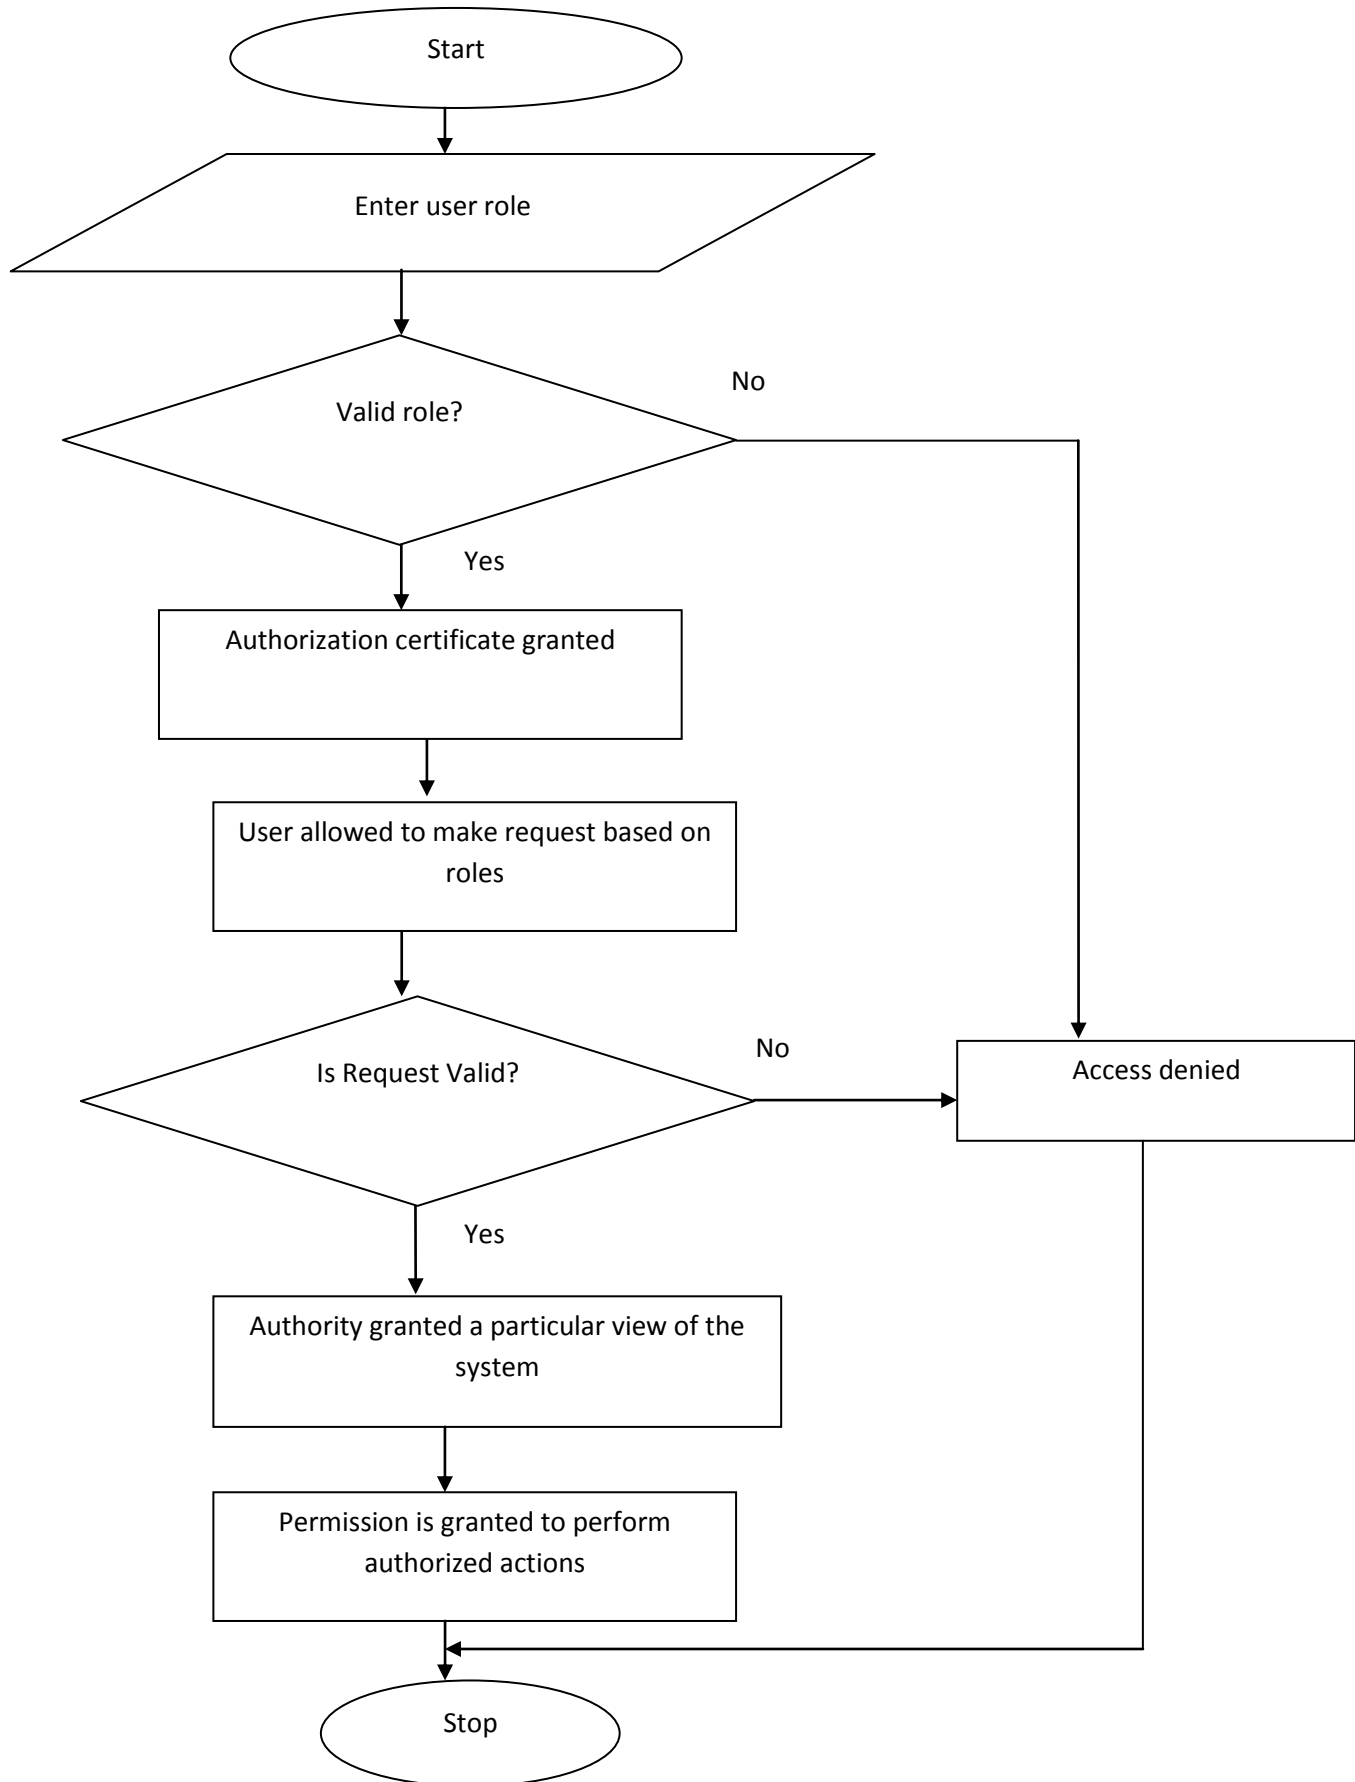 Start
Enter user role
No
Valid role?
Yes
Authorization certificate granted
User allowed to make request based on
roles
No
Is Request Valid?
Access denied
Yes
Authority granted a particular view of the
system
Permission is granted to perform
authorized actions
Stop